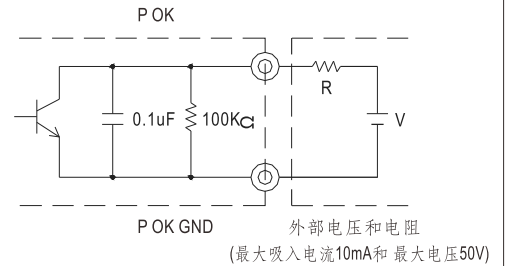 P OK
0.1uF
100KΩ
R
V
P OK GND
外部电压和电阻
(最大吸入电流10mA和 最大电压50V)